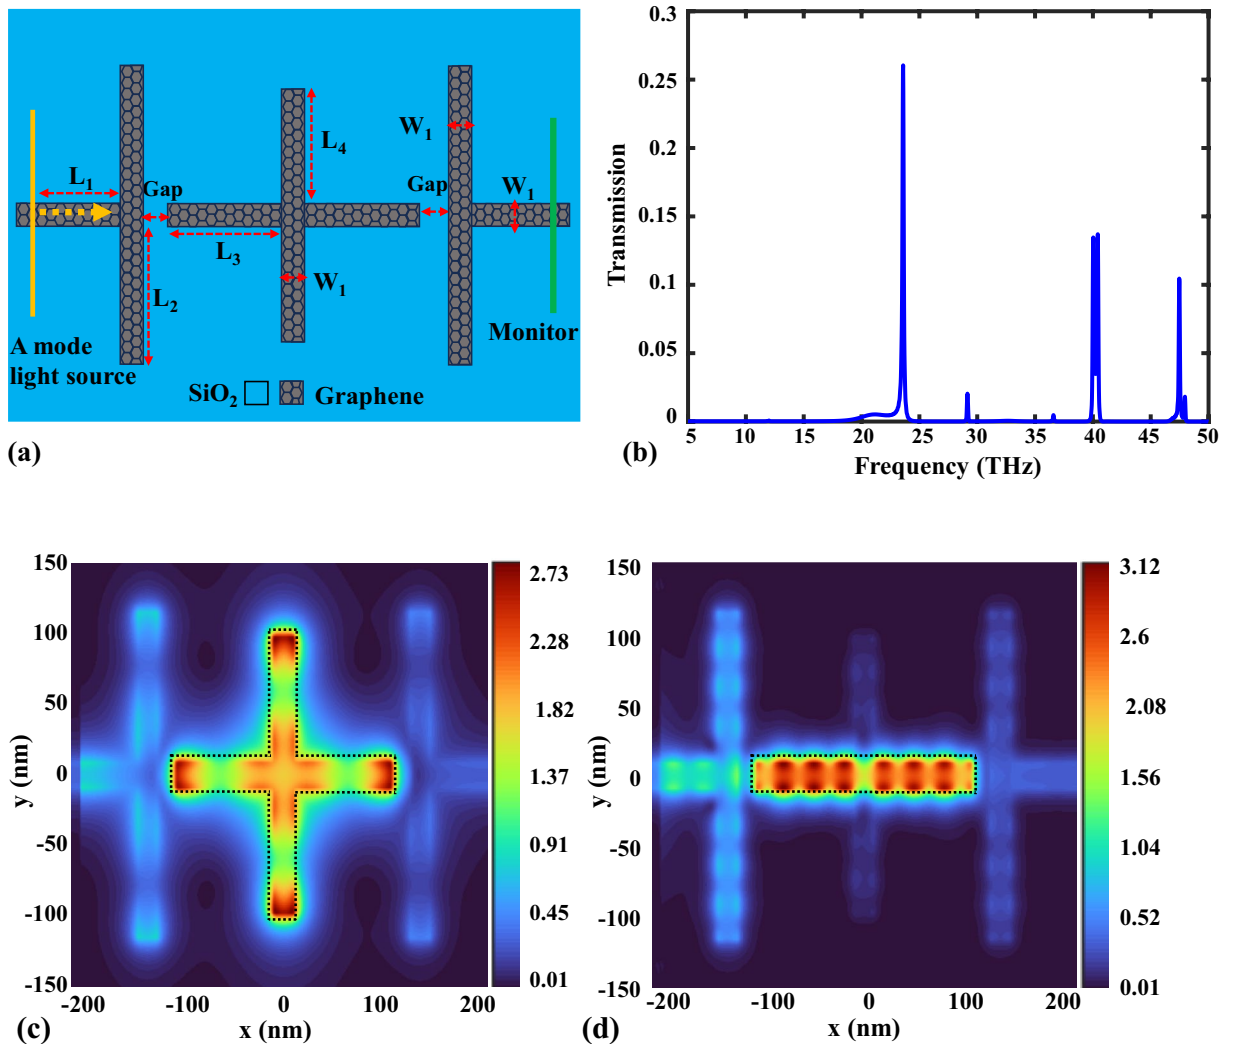 L₁
Gap
L₂
L₃
L₄
W₁
W₁
Gap
W₁
A mode
light source
Monitor
SiO₂ Graphene
(a)
0.3
0.25
0.2
0.15
0.1
0.05
0
Transmission
5 10 15 20 25 30 35 40 45 50
Frequency (THz)
(b)
150
100
50
0
-50
-100
-150
y (nm)
-200 -100 0 100 200
x (nm)
2.73
2.28
1.82
1.37
0.91
0.45
0.01
(c)
150
100
50
0
-50
-100
-150
y (nm)
-200 -100 0 100 200
x (nm)
3.12
2.6
2.08
1.56
1.04
0.52
0.01
(d)